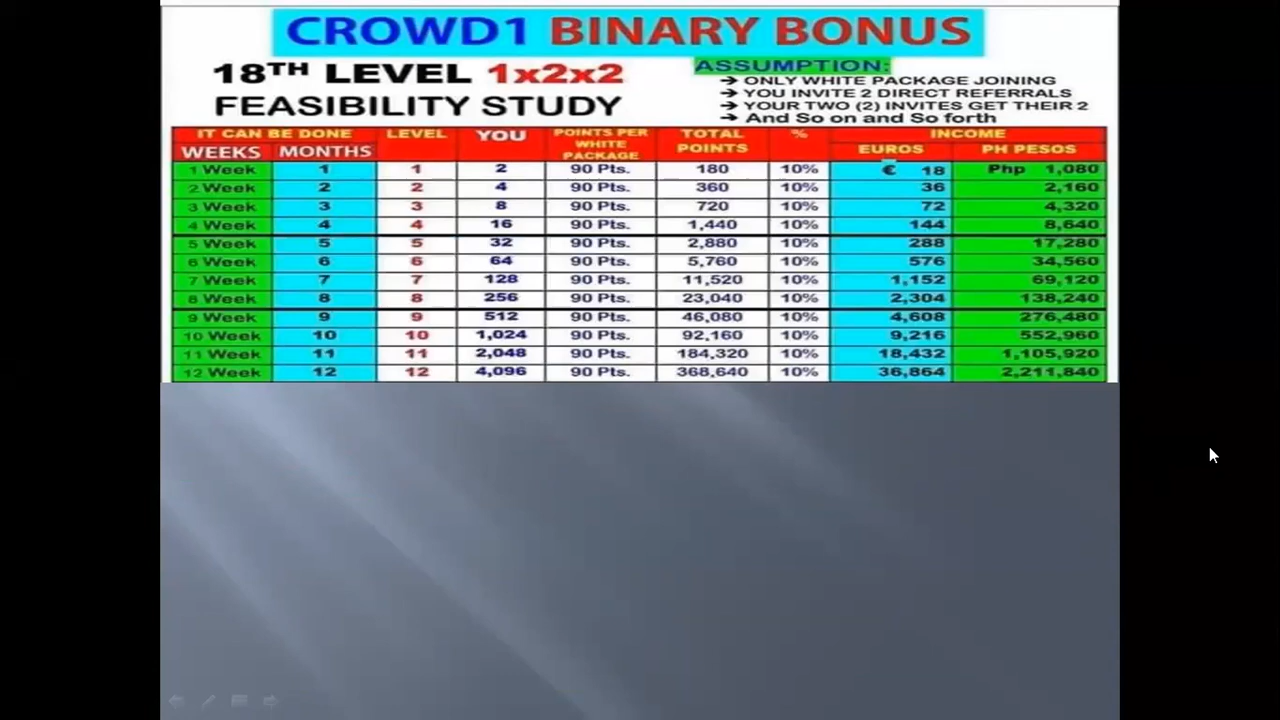 CROWD1 BINARY BONUS
18TH LEVEL 1x2x2
FEASIBILITY STUDY
ASSUMPTION:
→ ONLY WHITE PACKAGE JOINING
→ YOU INVITE 2 DIRECT REFERRALS
→ YOUR TWO (2) INVITES GET THEIR 2
→ And So on and So forth
IT CAN BE DONE LEVEL YOU POINTS PER WHITE PACKAGE TOTAL POINTS % INCOME
WEEKS MONTHS EUROS PH PESOS
1 Week 1 1 2 90 Pts. 180 10% € 18 Php 1,080
2 Week 2 2 4 90 Pts. 360 10% 36 2,160
3 Week 3 3 8 90 Pts. 720 10% 72 4,320
4 Week 4 4 16 90 Pts. 1,440 10% 144 8,640
5 Week 5 5 32 90 Pts. 2,880 10% 288 17,280
6 Week 6 6 64 90 Pts. 5,760 10% 576 34,560
7 Week 7 7 128 90 Pts. 11,520 10% 1,152 69,120
8 Week 8 8 256 90 Pts. 23,040 10% 2,304 138,240
9 Week 9 9 512 90 Pts. 46,080 10% 4,608 276,480
10 Week 10 10 1,024 90 Pts. 92,160 10% 9,216 552,960
11 Week 11 11 2,048 90 Pts. 184,320 10% 18,432 1,105,920
12 Week 12 12 4,096 90 Pts. 368,640 10% 36,864 2,211,840